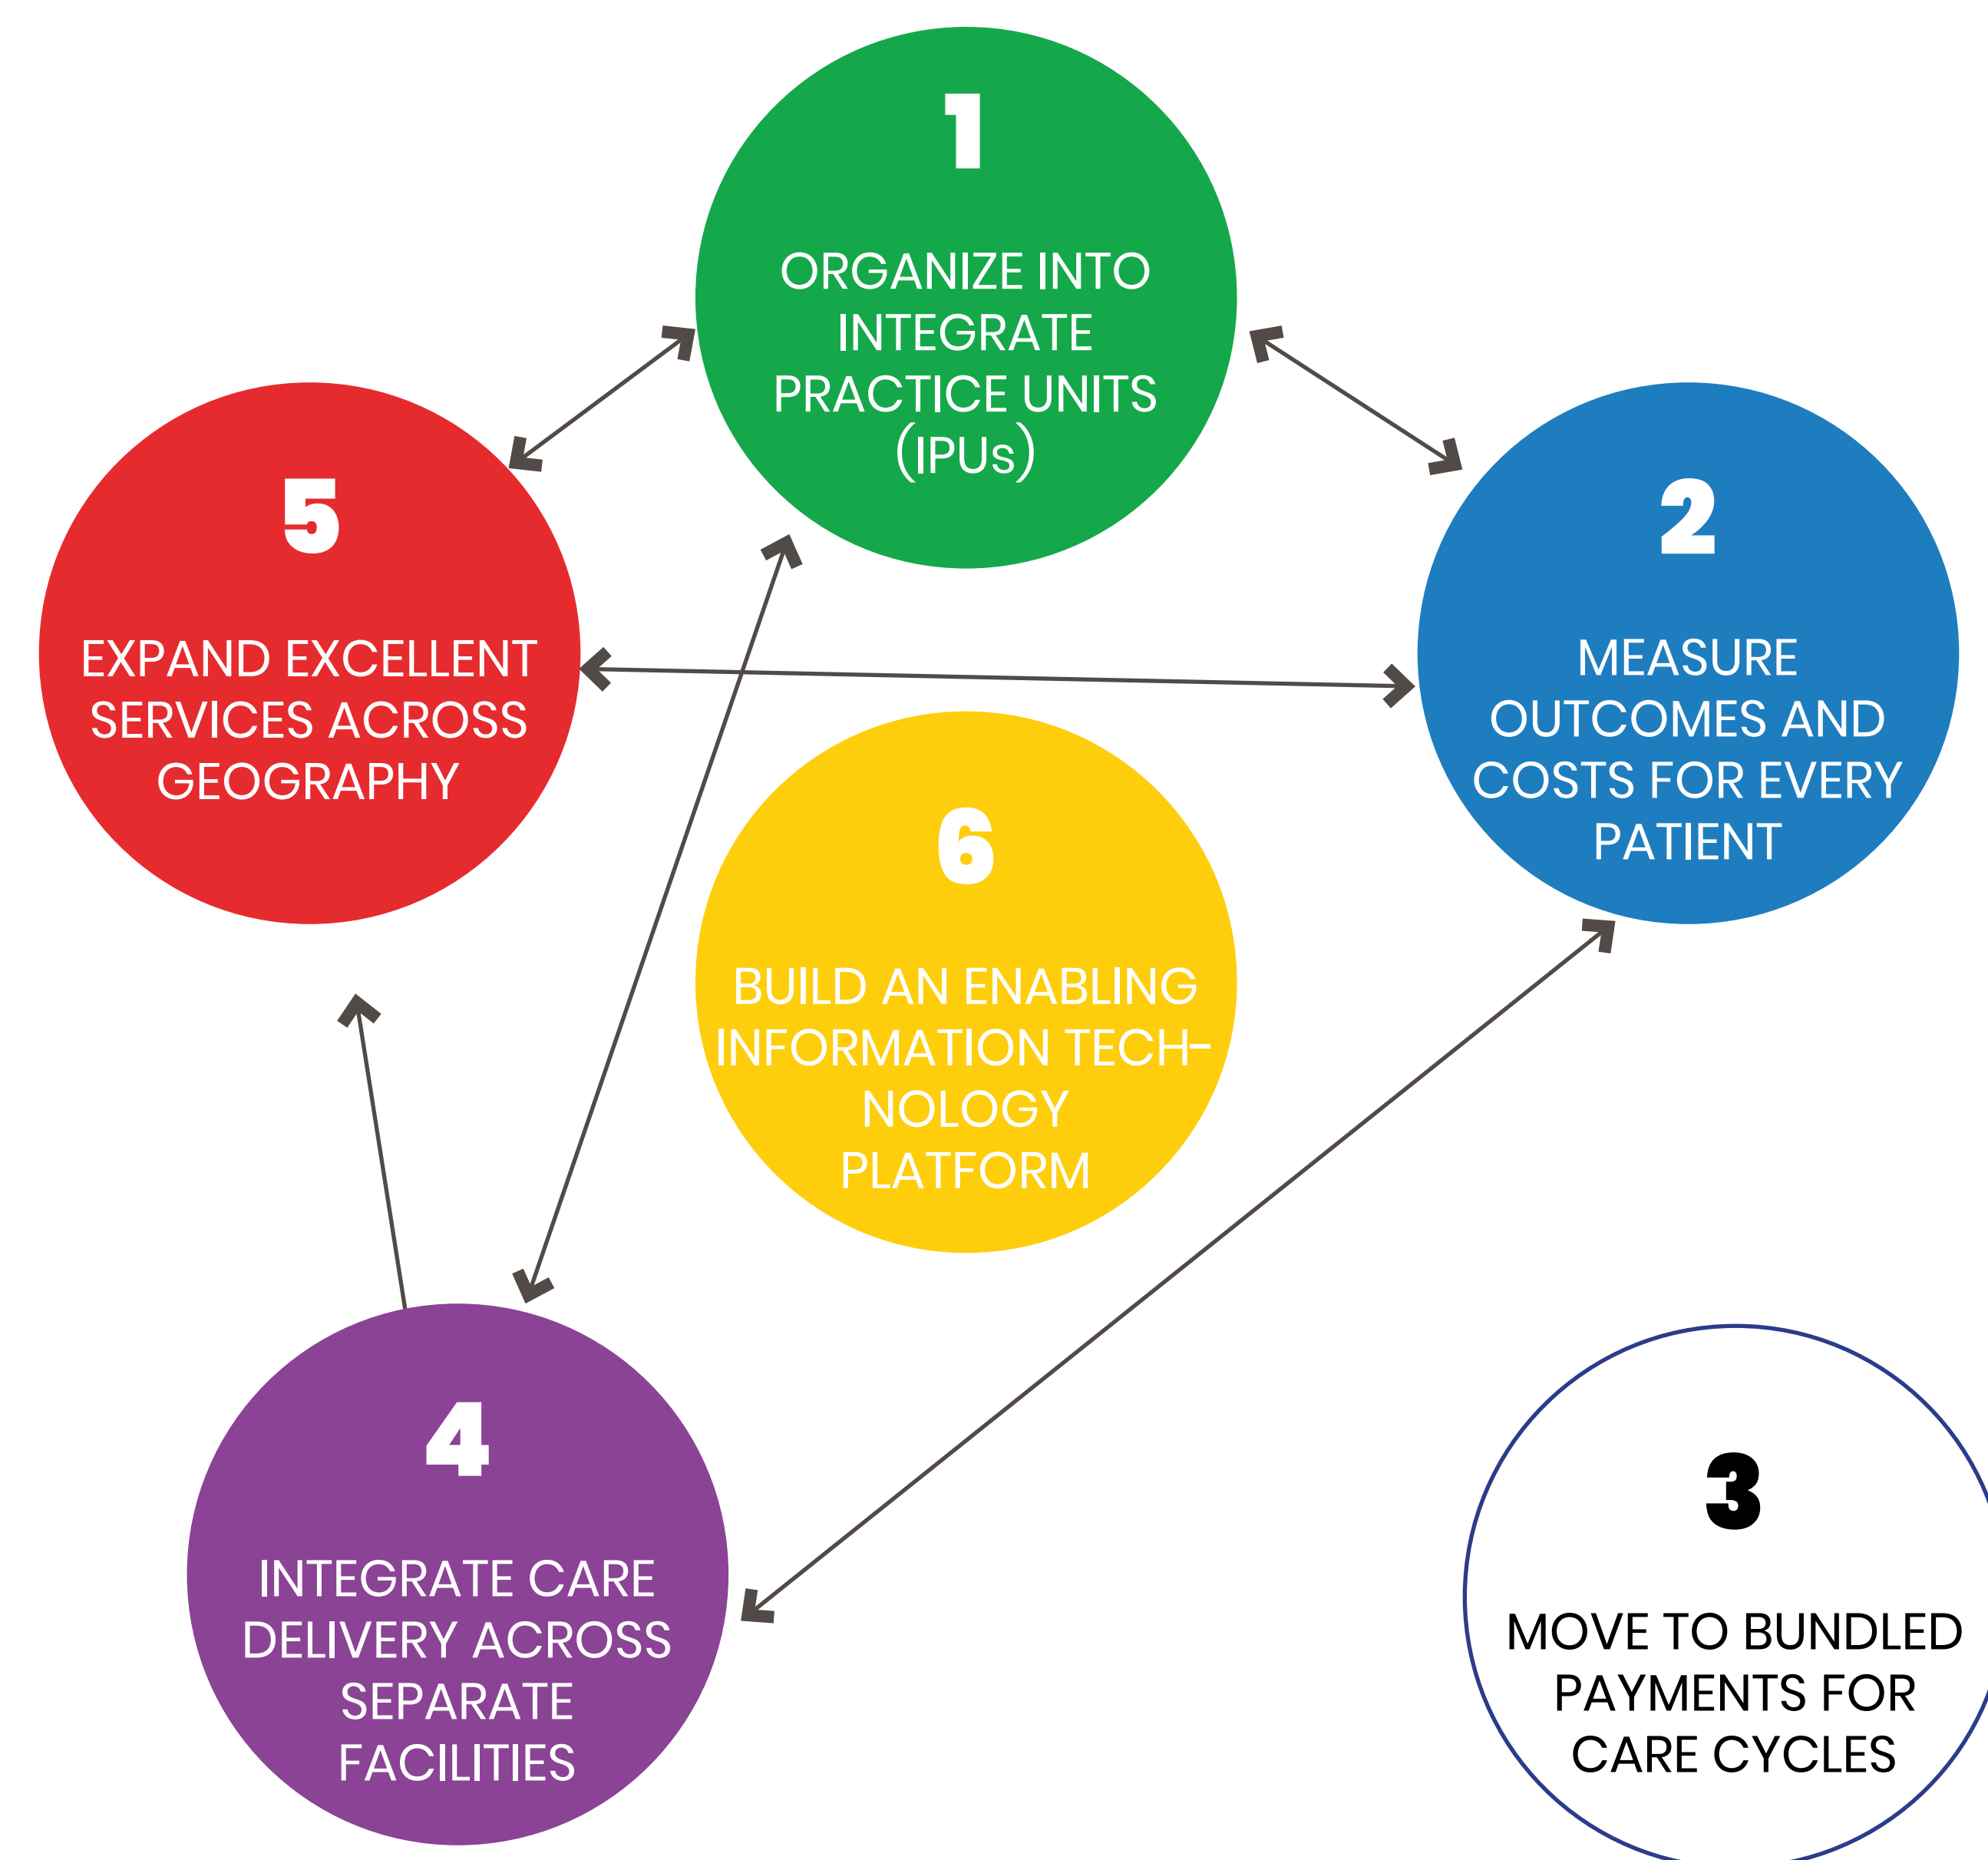 1
ORGANIZE INTO
INTEGRATE
PRACTICE UNITS
(IPUs)
2
MEASURE
OUTCOMES AND
COSTS FOR EVERY
PATIENT
3
MOVE TO BUNDLED
PAYMENTS FOR
CARE CYCLES
4
INTEGRATE CARE
DELIVERY ACROSS
SEPARATE
FACILITIES
5
EXPAND EXCELLENT
SERVICES ACROSS
GEOGRAPHY
6
BUILD AN ENABLING
INFORMATION TECH-
NOLOGY
PLATFORM